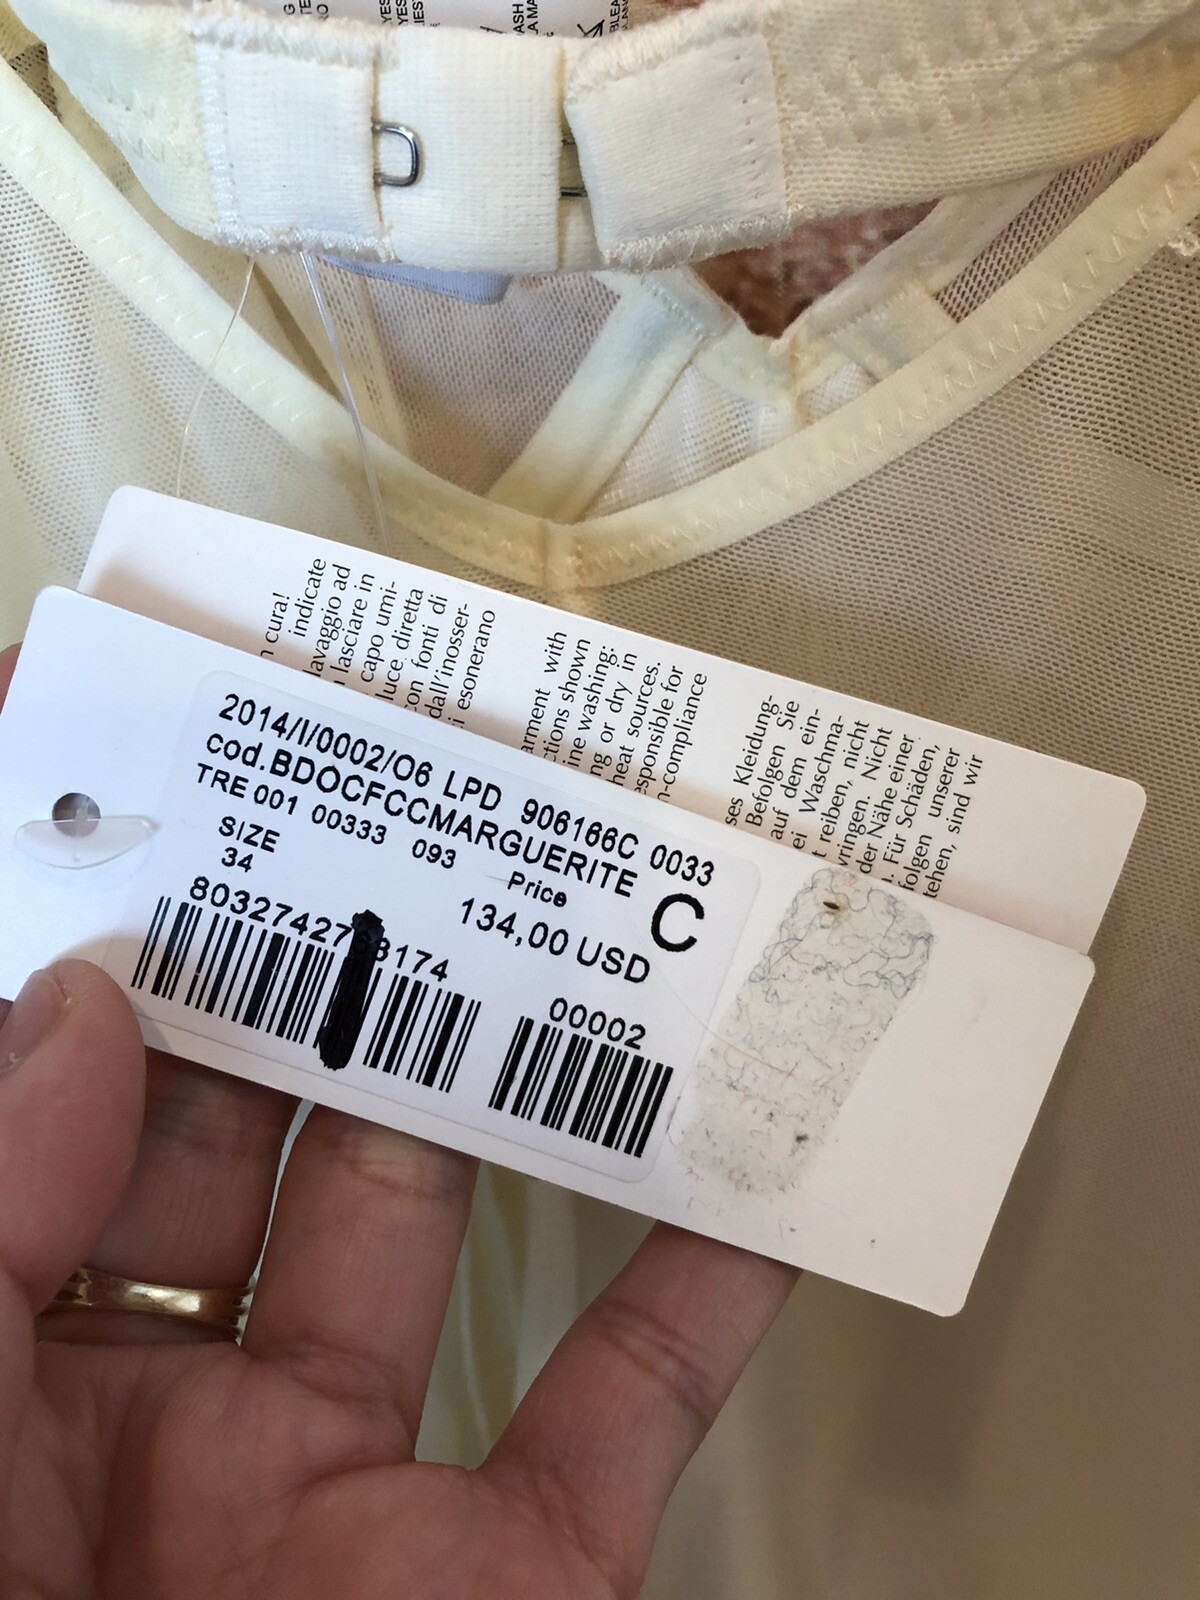 cura!
indicate
lavaggio ad
lasciare in
capo umi-
luce diretta
con fonti di
dall'inosser-
esonerano
arment with
ctions shown
ine washing:
ng or dry in
heat sources.
esponsible for
n-compliance
ses Kleidung-
Befolgen Sie
auf dem ein-
ei Waschma-
t reiben, nicht
wringen. Nicht
der Nähe einer
. Für Schäden,
folgen unserer
tehen, sind wir
2014/I/0002/O6 LPD 906166C 0033
cod.BDOCFCCMARGUERITE
TRE 001 00333 093
SIZE
34
Price
134,00 USD
C
80327427 8174
00002